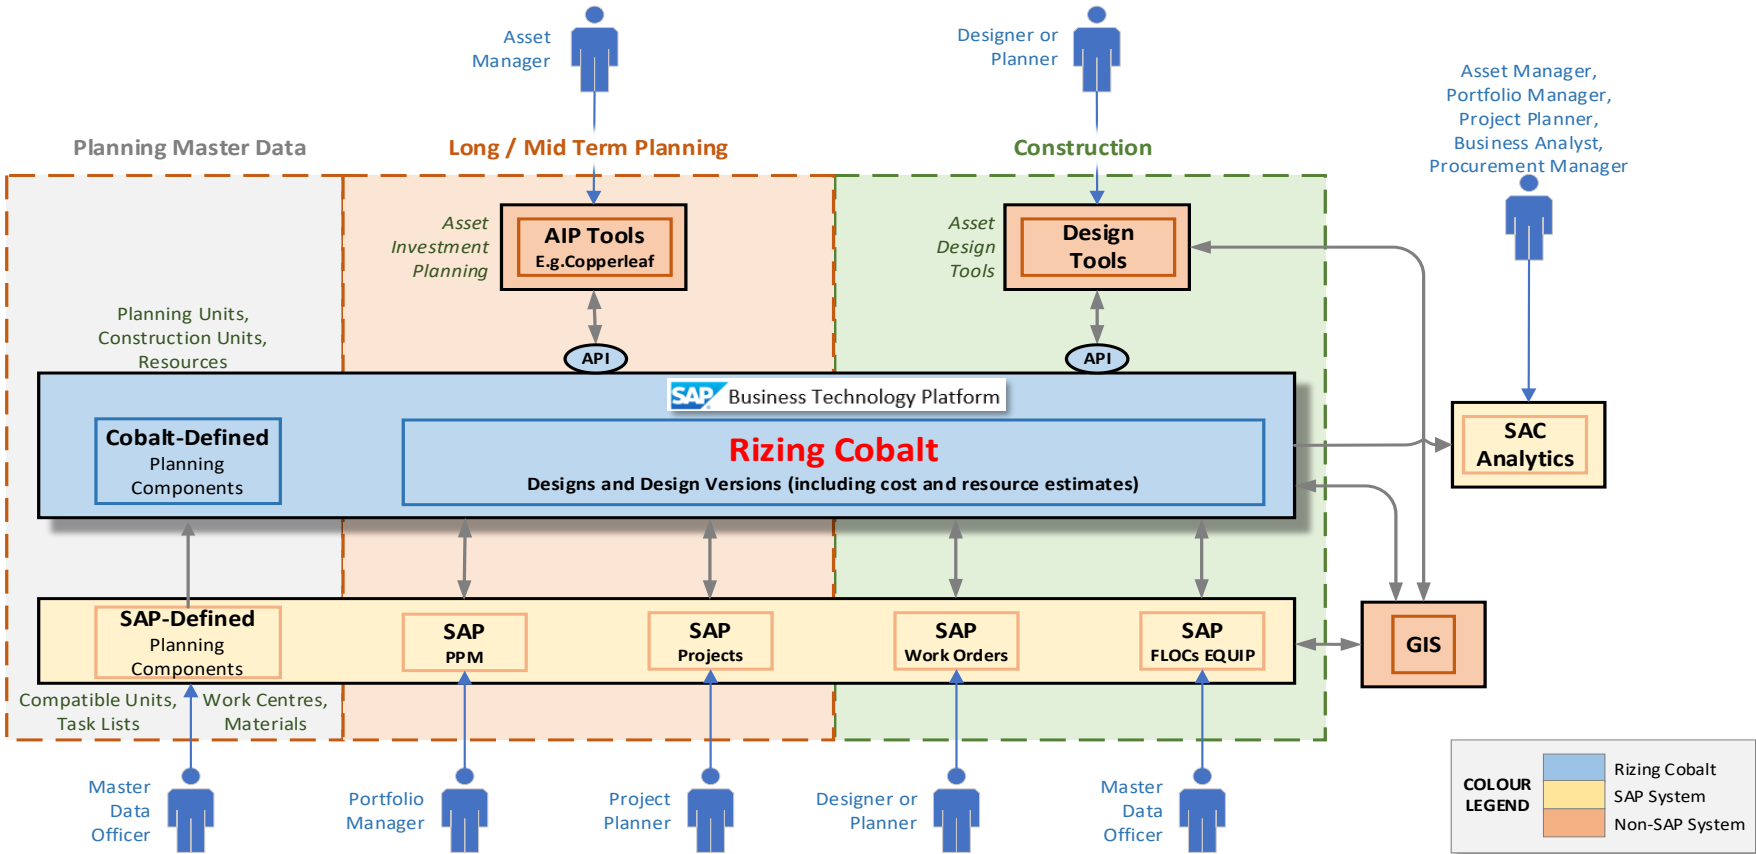 Asset
Manager
Designer or
Planner
Asset Manager,
Portfolio Manager,
Project Planner,
Business Analyst,
Procurement Manager
Planning Master Data
Long / Mid Term Planning
Construction
Asset
Investment
Planning
AIP Tools
E.g.Copperleaf
Asset
Design
Tools
Design
Tools
Planning Units,
Construction Units,
Resources
API
API
SAP Business Technology Platform
Cobalt-Defined
Planning
Components
Rizing Cobalt
Designs and Design Versions (including cost and resource estimates)
SAC
Analytics
SAP-Defined
Planning
Components
SAP
PPM
SAP
Projects
SAP
Work Orders
SAP
FLOCs EQUIP
GIS
Compatible Units,
Task Lists
Work Centres,
Materials
Master
Data
Officer
Portfolio
Manager
Project
Planner
Designer or
Planner
Master
Data
Officer
COLOUR
LEGEND
Rizing Cobalt
SAP System
Non-SAP System